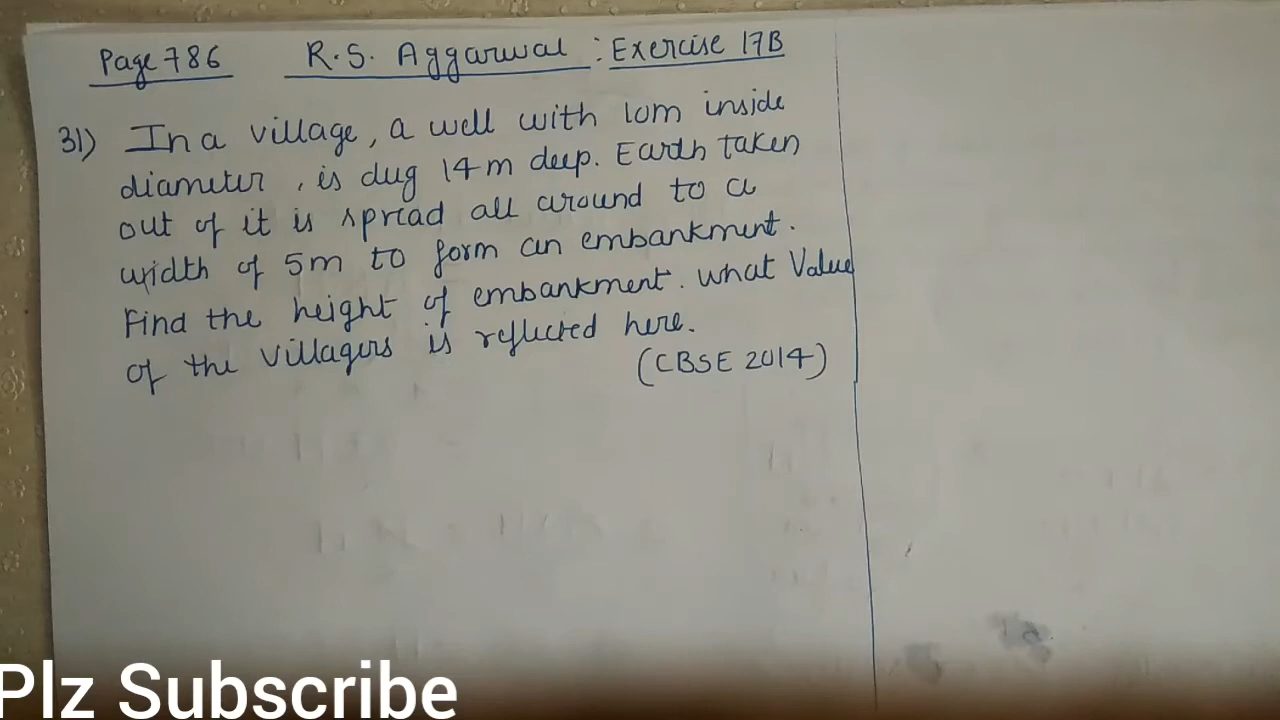 Page 786 R.S. Aggarwal : Exercise 17B
31) In a village, a well with 10m inside
diameter, is dug 14m deep. Earth taken
out of it is spread all around to a
width of 5m to form an embankment.
Find the height of embankment. what Value
of the villagers is reflected here.
(CBSE 2014)
Plz Subscribe